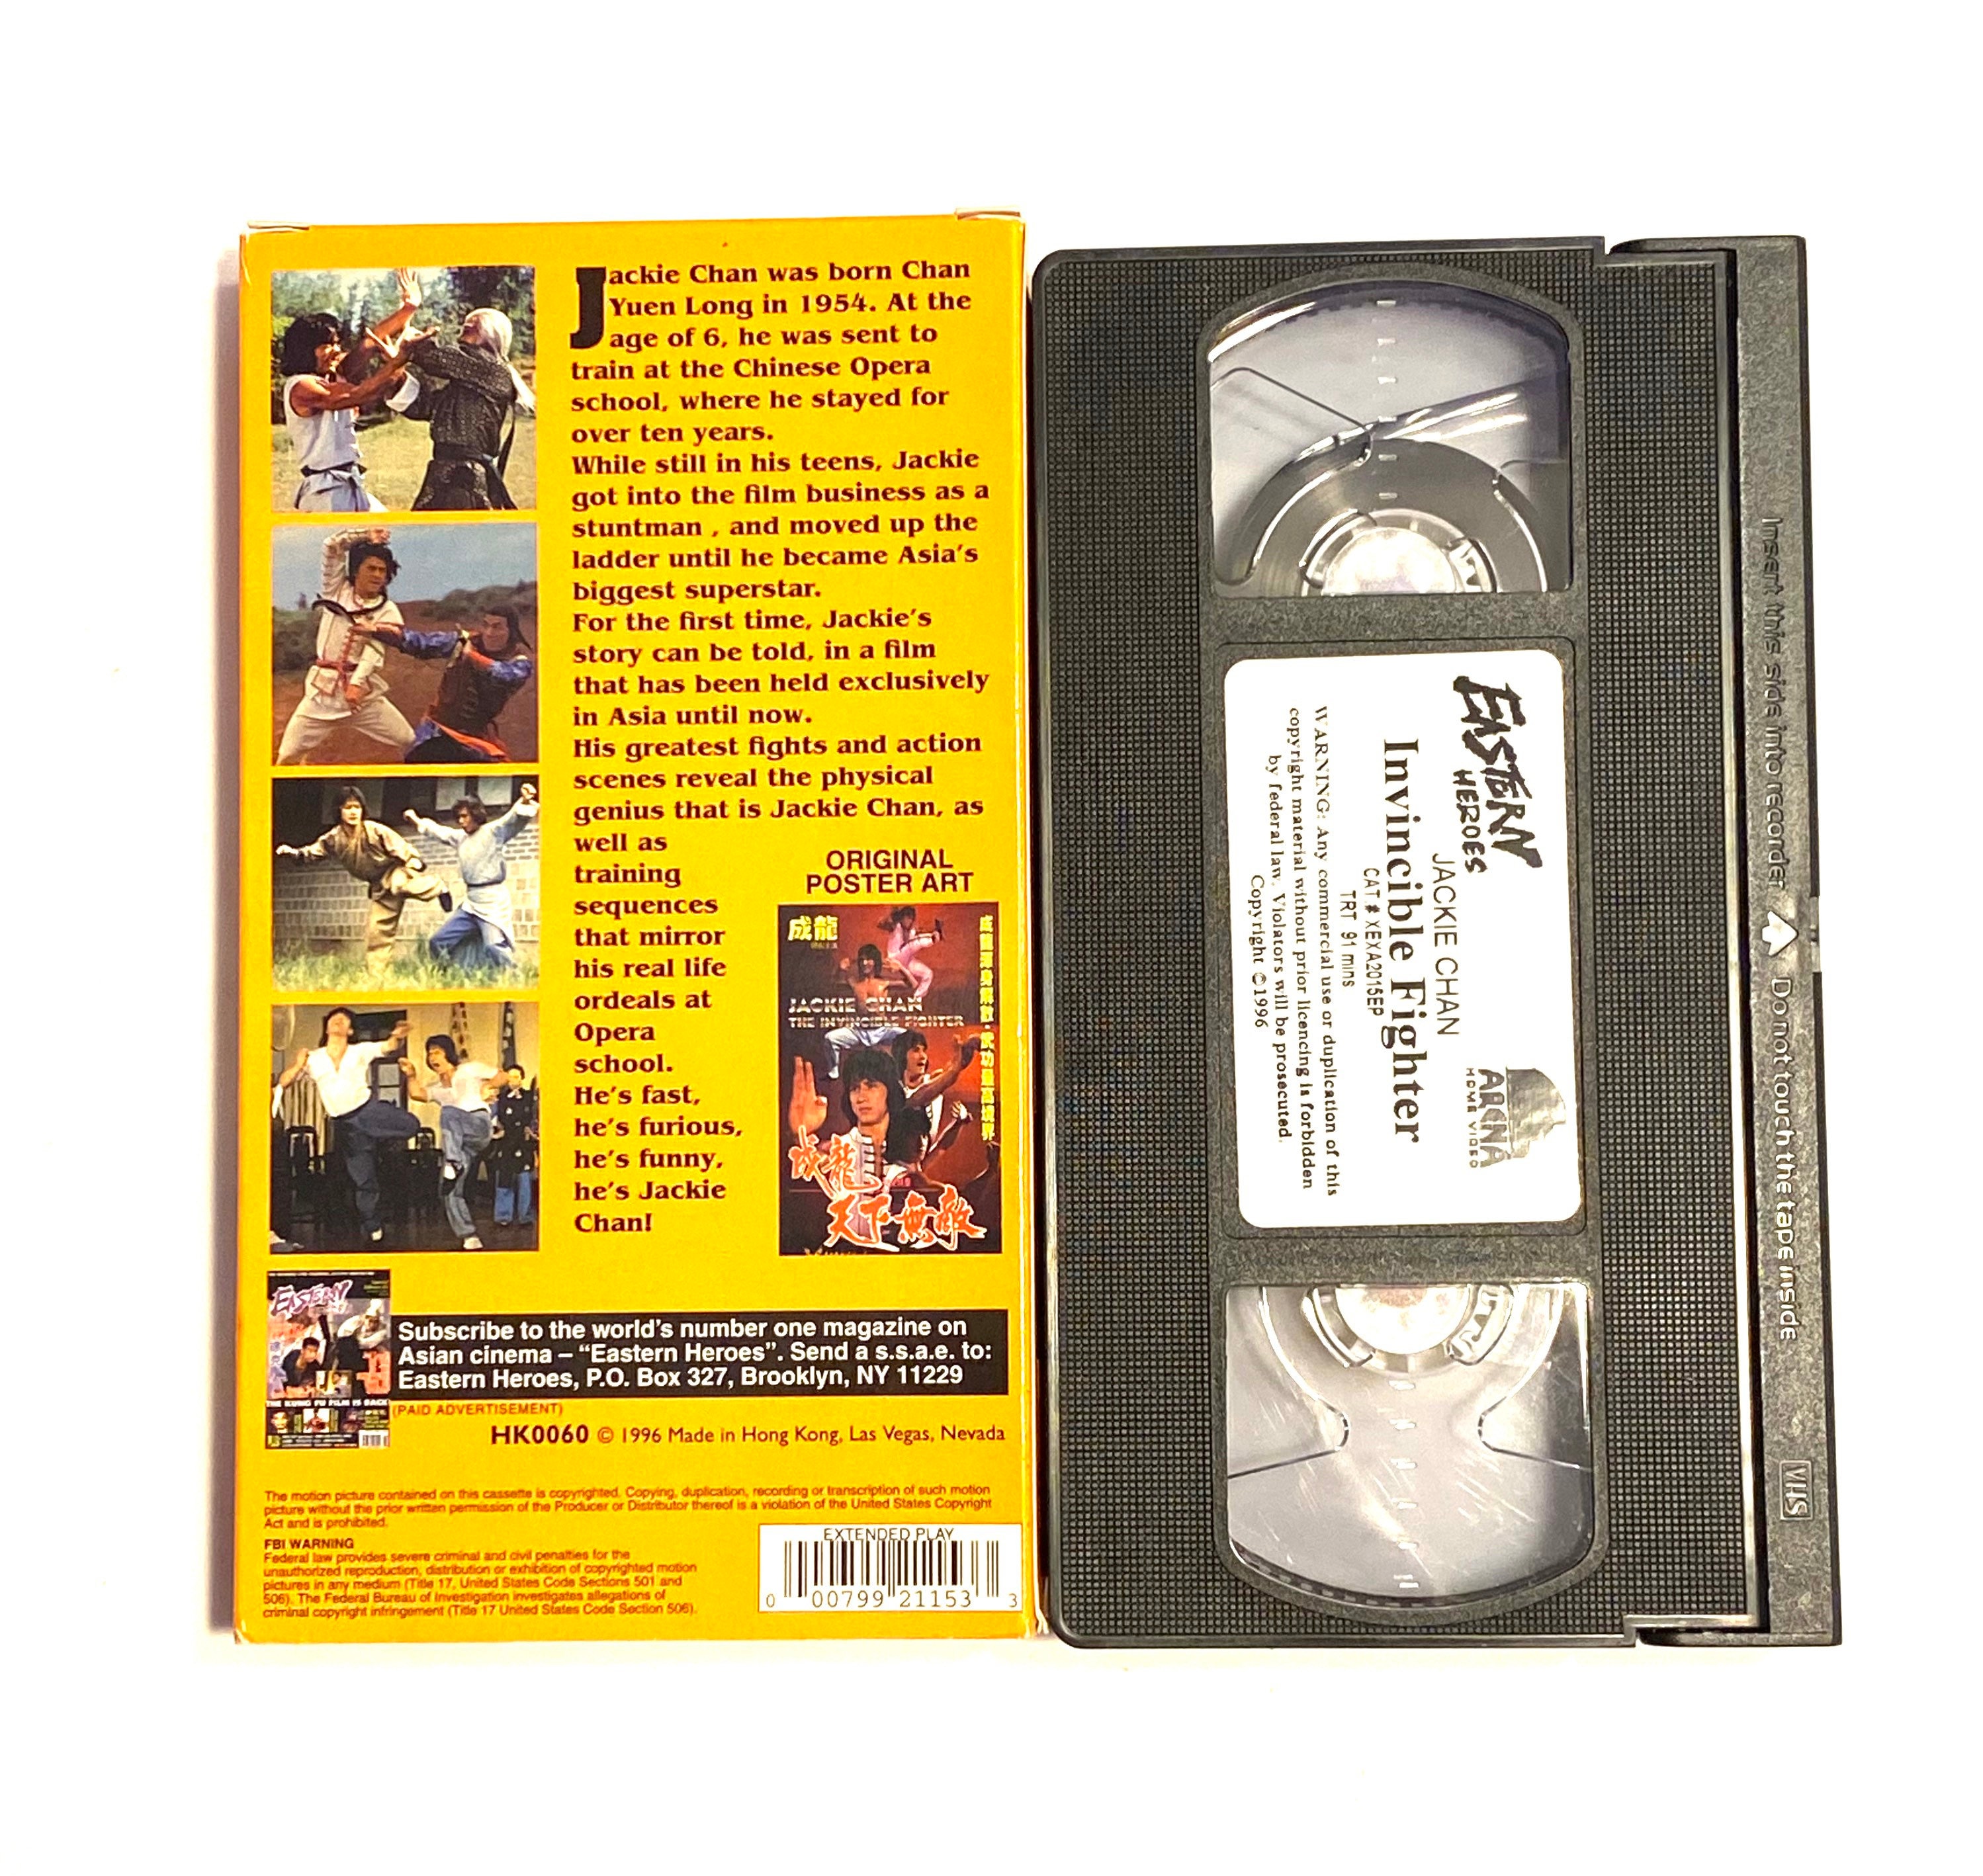 Jackie Chan was born Chan
Yuen Long in 1954. At the
age of 6, he was sent to
train at the Chinese Opera
school, where he stayed for
over ten years.
While still in his teens, Jackie
got into the film business as a
stuntman , and moved up the
ladder until he became Asia's
biggest superstar.
For the first time, Jackie's
story can be told, in a film
that has been held exclusively
in Asia until now.
His greatest fights and action
scenes reveal the physical
genius that is Jackie Chan, as
well as
training
sequences
that mirror
his real life
ordeals at
Opera
school.
He's fast,
he's furious,
he's funny,
he's Jackie
Chan!
ORIGINAL
POSTER ART
成龍
JACKIE CHAN
THE INVINCIBLE FIGHTER
成龍
天下無敵
EASTERN
THE KUNG FU FILM IS BACK
Subscribe to the world's number one magazine on
Asian cinema – "Eastern Heroes". Send a s.s.a.e. to:
Eastern Heroes, P.O. Box 327, Brooklyn, NY 11229
(PAID ADVERTISEMENT)
HK0060 © 1996 Made in Hong Kong, Las Vegas, Nevada
The motion picture contained on this cassette is copyrighted. Copying, duplication, recording or transcription of such motion
picture without the prior written permission of the Producer or Distributor thereof is a violation of the United States Copyright
Act and is prohibited.
FBI WARNING
Federal law provides severe criminal and civil penalties for the
unauthorized reproduction, distribution or exhibition of copyrighted motion
pictures in any medium (Title 17, United States Code Sections 501 and
506). The Federal Bureau of Investigation investigates allegations of
criminal copyright infringement (Title 17 United States Code Section 506).
EXTENDED PLAY
0 00799 21153 3
EASTERN
HEROES
JACKIE CHAN
Invincible Fighter
CAT.# XEXA2015EP
TRT 91 mins
WARNING: Any commercial use or duplication of this
copyright material without prior licencing is forbidden
by federal law. Violators will be prosecuted.
Copyright ©1996
ARENA
HOME VIDEO
Insert this side into recorder
Do not touch the tape inside
VHS